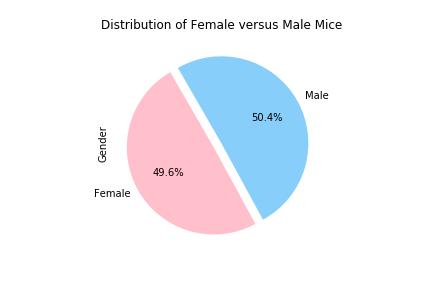 Distribution of Female versus Male Mice
Male
50.4%
Gender
49.6%
Female